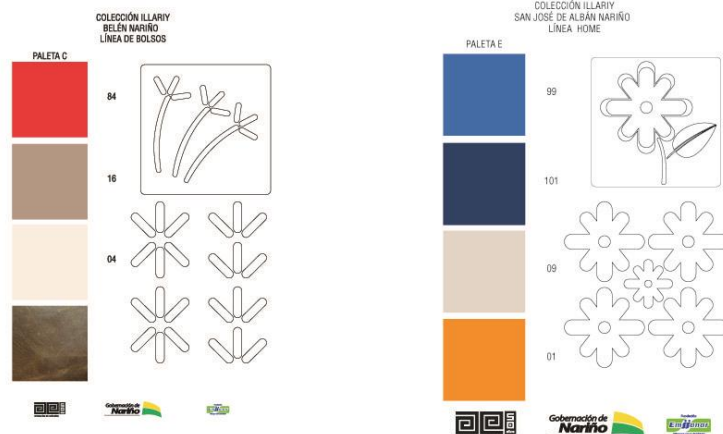 COLECCIÓN ILLARIY
BELÉN NARIÑO
LÍNEA DE BOLSOS
PALETA C
84
16
04
Gobernación de
Nariño
COLECCIÓN ILLARIY
SAN JOSÉ DE ALBÁN NARIÑO
LÍNEA HOME
PALETA E
99
101
09
01
Gobernación de
Nariño
Fundación